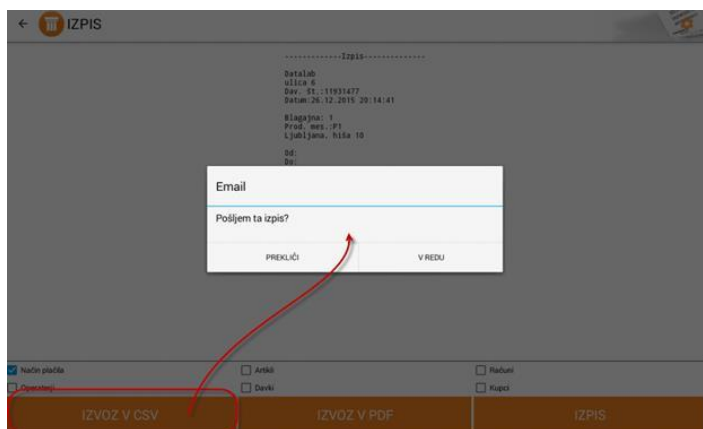 IZPIS
-------------Izpis--------------
Datalab
ulica 6
Dav. št.:11931477
Datum:26.12.2015 20:14:41
Blagajna: 1
Prod. mes.:P1
Ljubljana, hiša 10
Od:
Do:
Email
Pošljem ta izpis?
PREKLIČI V REDU
Način plačila Artikli Računi
Operaterji Davki Kupci
IZVOZ V CSV IZVOZ V PDF IZPIS